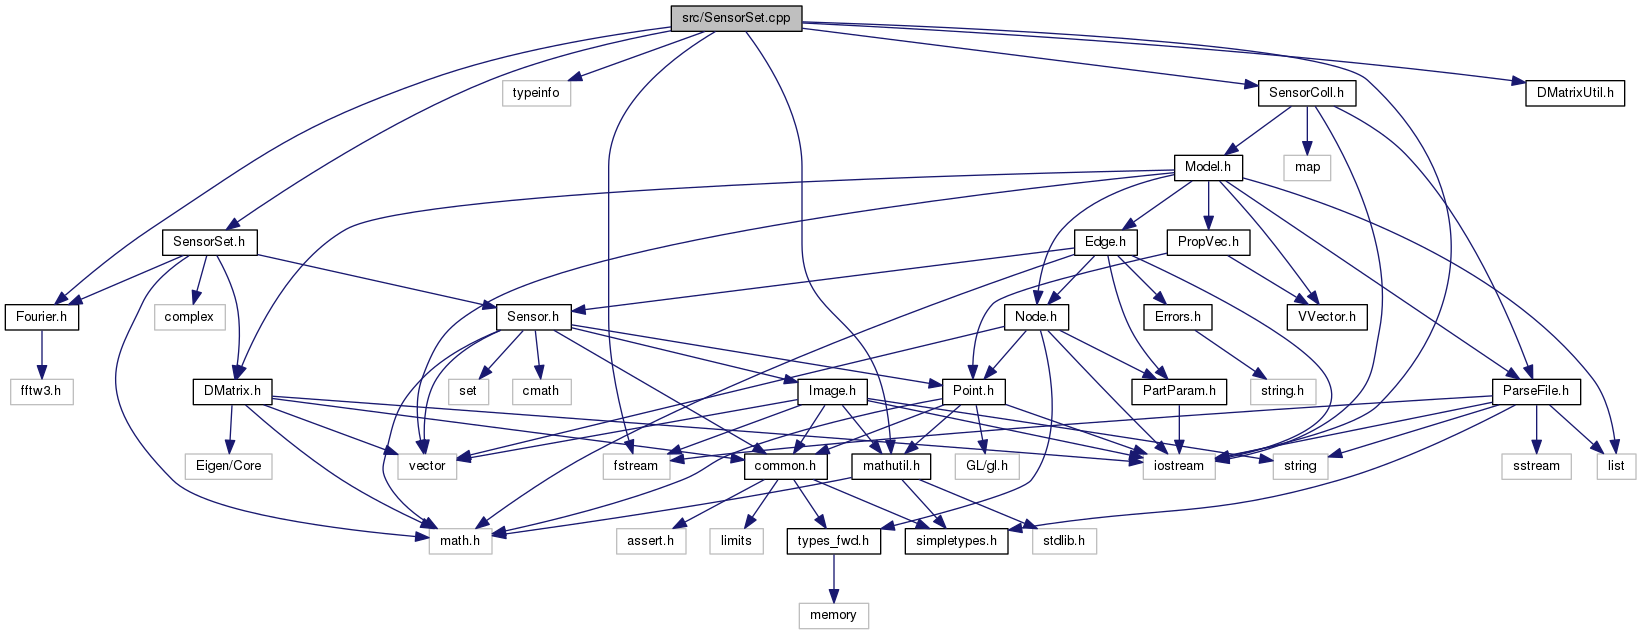 src/SensorSet.cpp
typeinfo
SensorColl.h
DMatrixUtil.h
Model.h
map
SensorSet.h
Edge.h
PropVec.h
Fourier.h
complex
Sensor.h
Node.h
Errors.h
VVector.h
fftw3.h
DMatrix.h
set
cmath
Image.h
Point.h
PartParam.h
string.h
ParseFile.h
Eigen/Core
vector
fstream
common.h
mathutil.h
GL/gl.h
iostream
string
sstream
list
math.h
assert.h
limits
types_fwd.h
simpletypes.h
stdlib.h
memory